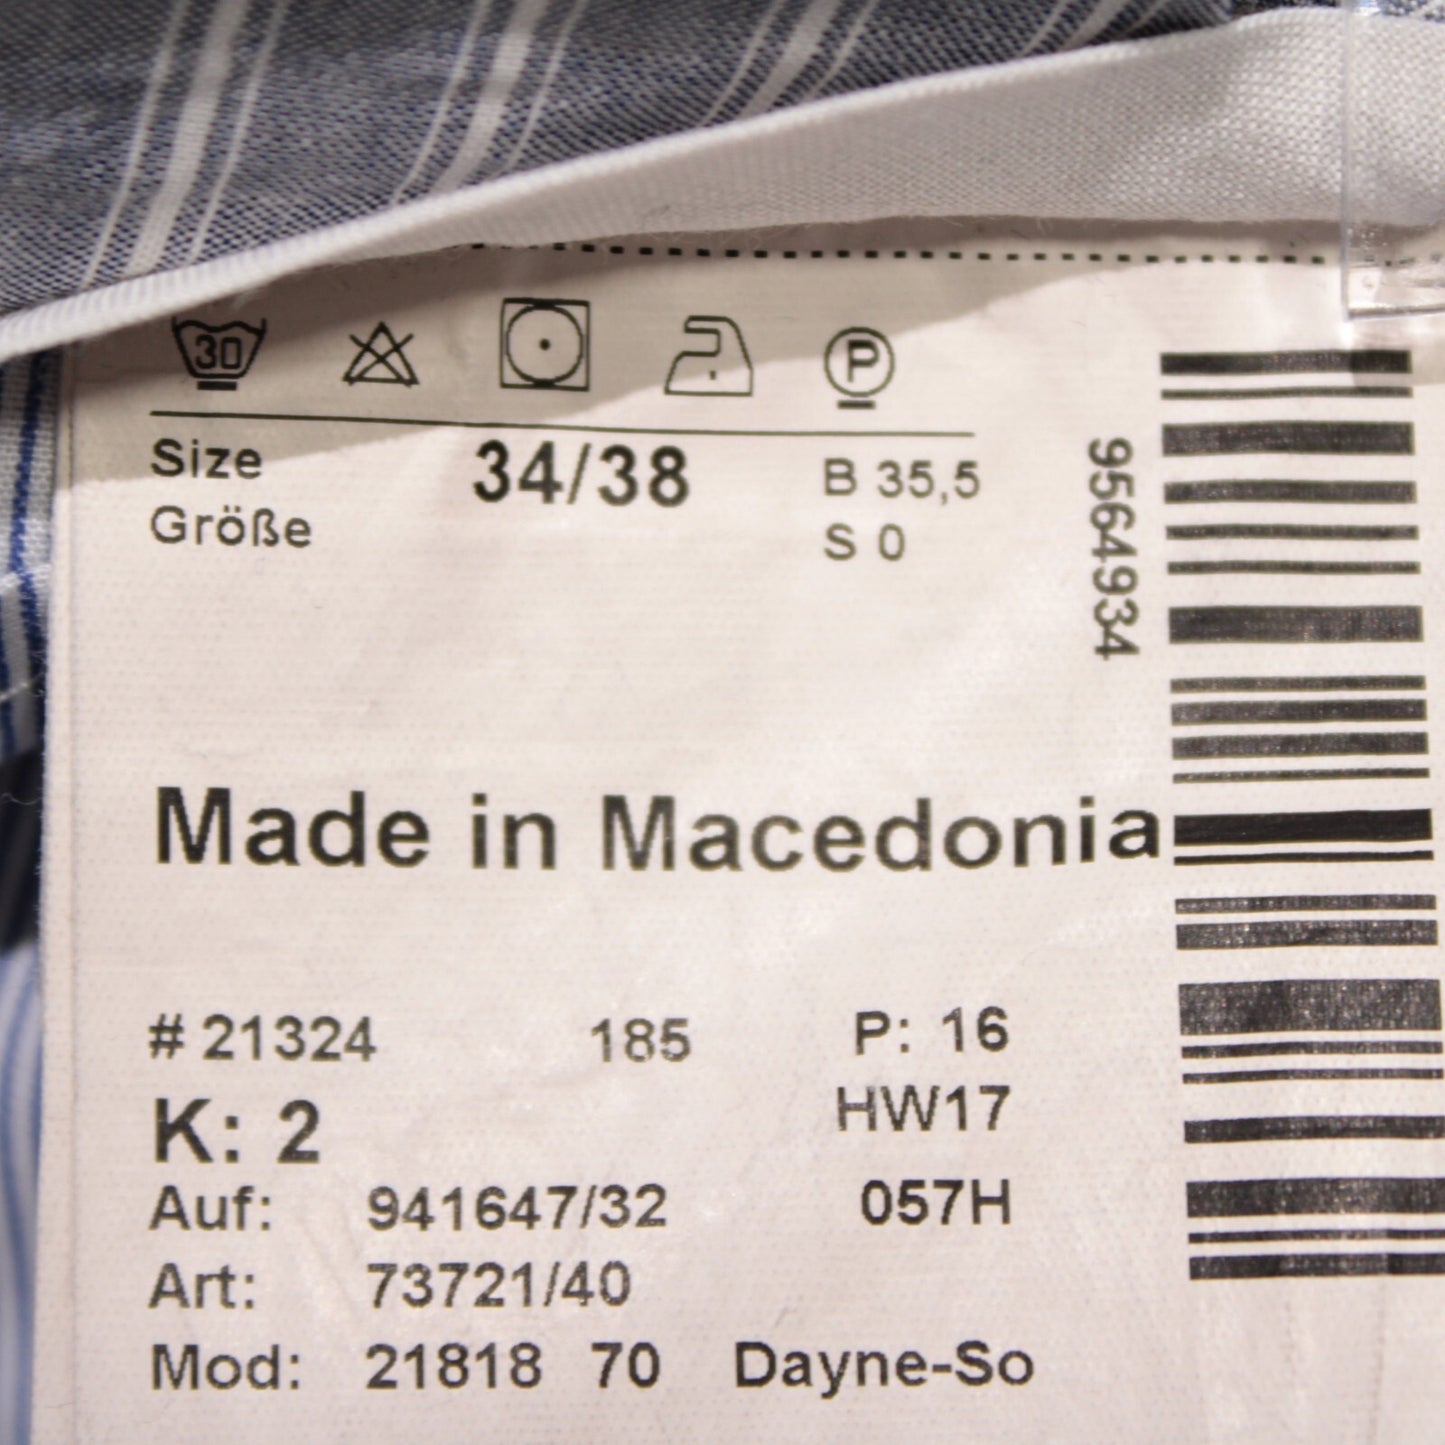 30 P
Size 34/38 B 35,5
Größe S 0
9564934
Made in Macedonia
# 21324 185 P: 16
K: 2 HW17
Auf: 941647/32 057H
Art: 73721/40
Mod: 21818 70 Dayne-So